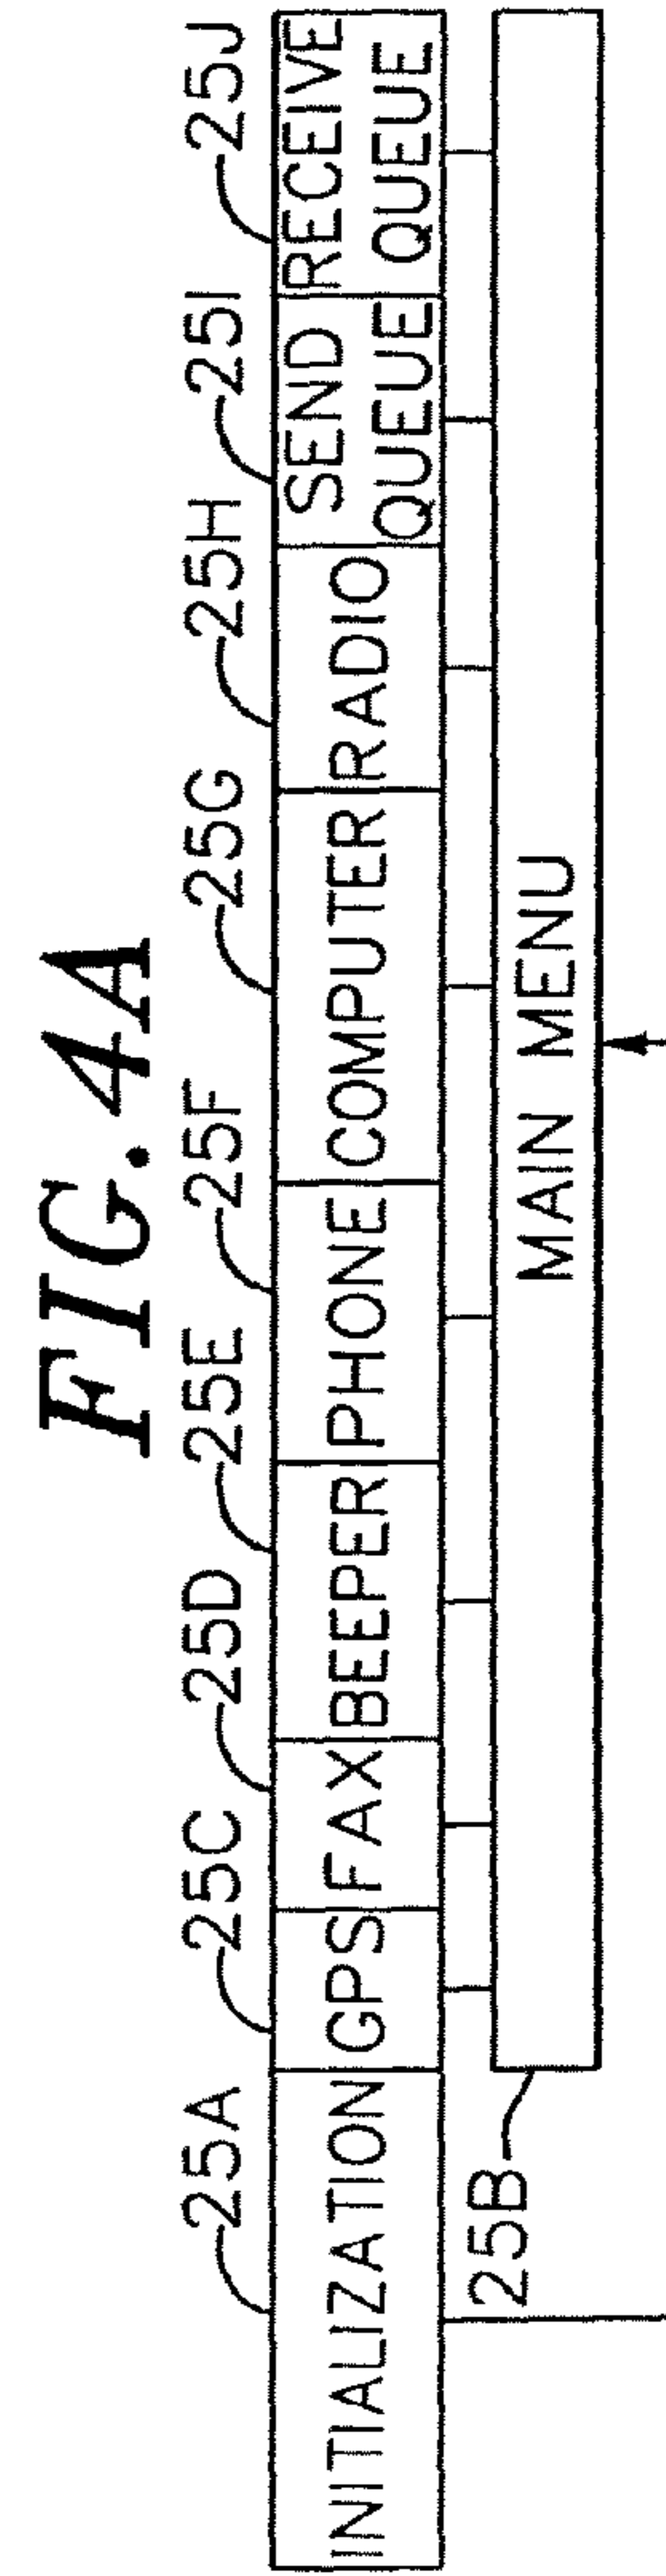 FIG. 4A
25A 25C 25D 25E 25F 25G 25H 25I 25J
INITIALIZATION GPS FAX BEEPER PHONE COMPUTER RADIO SEND QUEUE RECEIVE QUEUE
25B MAIN MENU